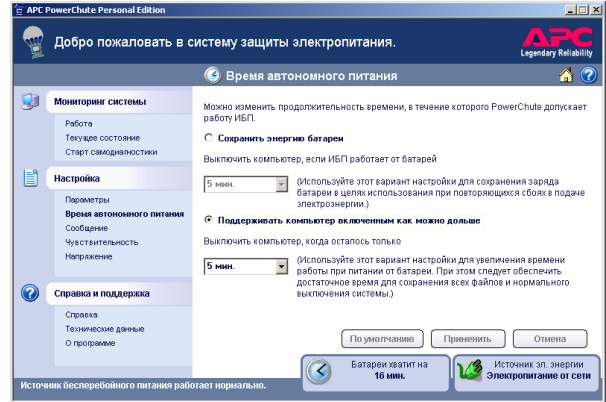 APC PowerChute Personal Edition
Добро пожаловать в систему защиты электропитания.
APC
Legendary Reliability
Время автономного питания
?
Мониторинг системы
Работа
Текущее состояние
Старт самодиагностики
Настройка
Параметры
Время автономного питания
Сообщение
Чувствительность
Напряжение
?
Справка и поддержка
Справка
Технические данные
О программе
Можно изменить продолжительность времени, в течение которого PowerChute допускает
работу ИБП.
Сохранить энергию батареи
Выключить компьютер, если ИБП работает от батарей
5 мин.
(Используйте этот вариант настройки для сохранения заряда
батареи в целях использования при повторяющихся сбоях в подаче
электроэнергии.)
Поддерживать компьютер включенным как можно дольше
Выключить компьютер, когда осталось только
5 мин.
(Используйте этот вариант настройки для увеличения времени
работы при питании от батареи. При этом следует обеспечить
достаточное время для сохранения всех файлов и нормального
выключения системы.)
По умолчанию
Применить
Отмена
Источник бесперебойного питания работает нормально.
Батареи хватит на
16 мин.
Источник эл. энергии
Электропитание от сети